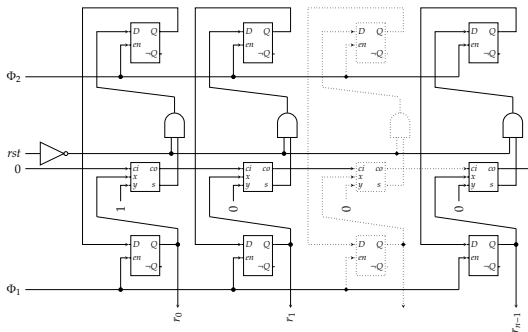 D Q D Q D Q D Q
en ¬Q en ¬Q en ¬Q en ¬Q
Φ2
rst
0
ci co ci co ci co ci co
x x x x
y s y s y s y s
1 0 0 0
D Q D Q D Q D Q
en ¬Q en ¬Q en ¬Q en ¬Q
Φ1
r0 r1 rn−1